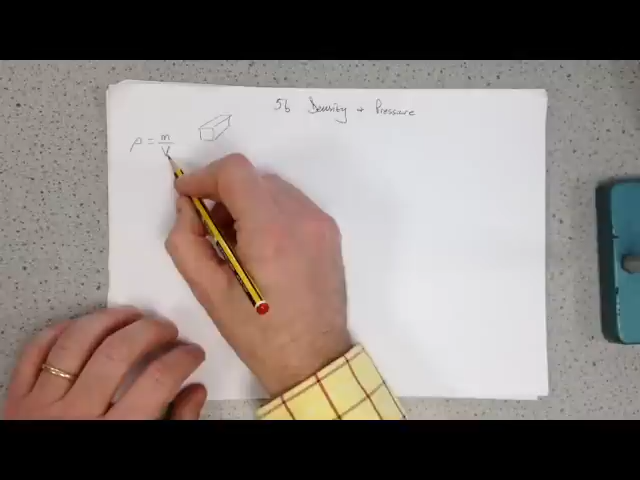 5b Density + Pressure
ρ = m/V